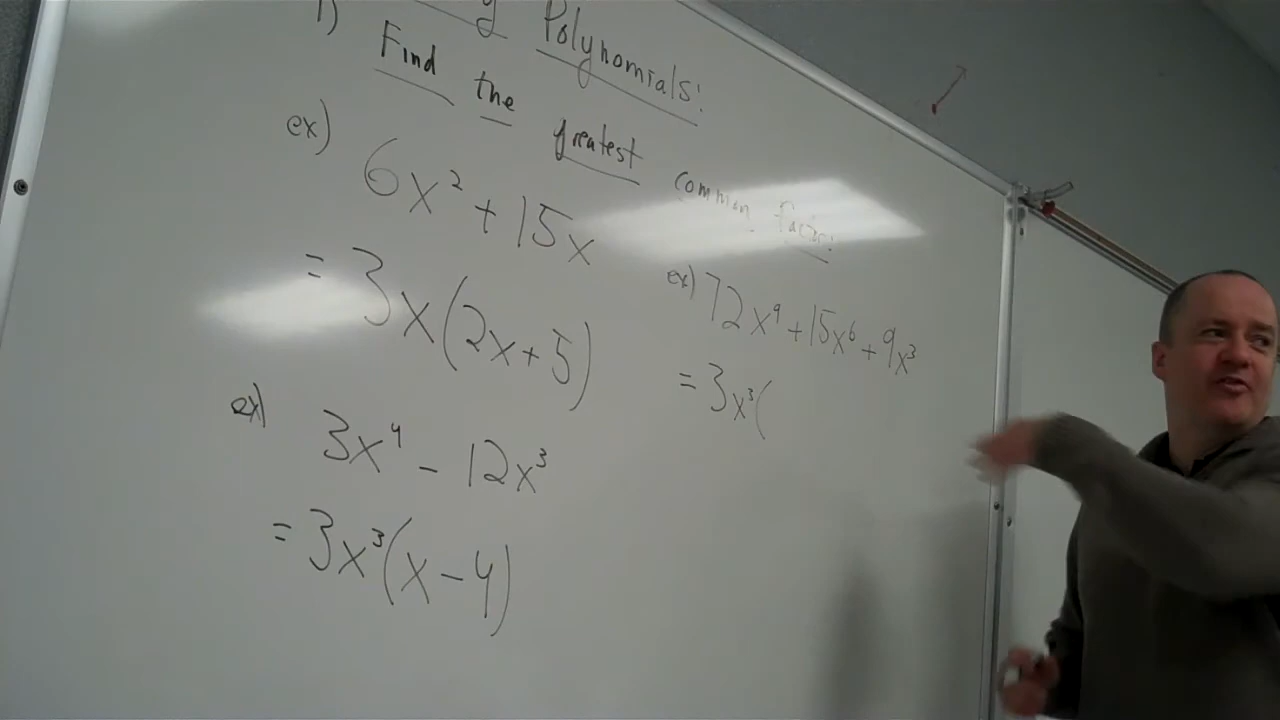 1) Polynomials:
Find the greatest common factor:
ex)
6x² + 15x
= 3x(2x + 5)
ex)
3x⁴ - 12x³
= 3x³(x - 4)
ex) 72x⁹ + 15x⁶ + 9x³
= 3x³(